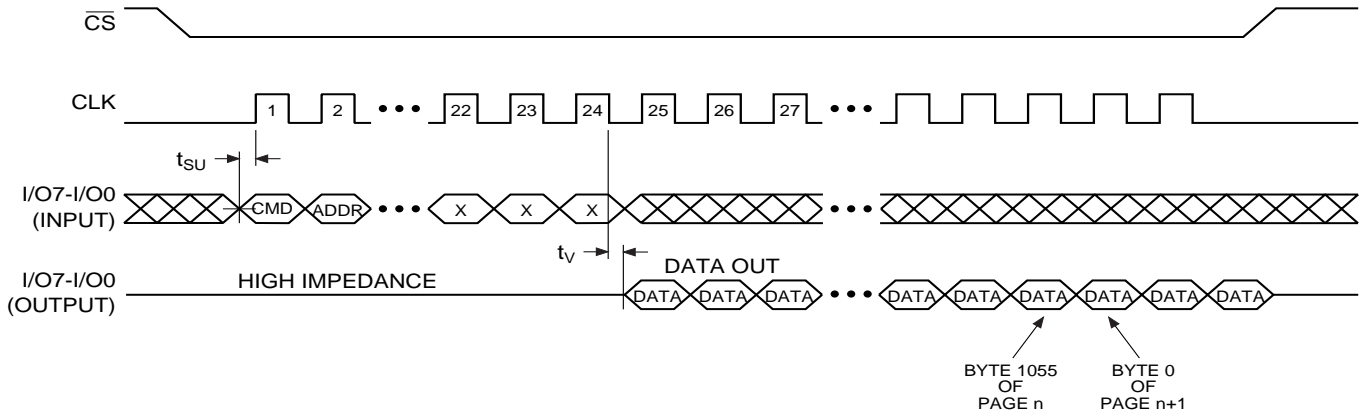 CS
CLK 1 2 ••• 22 23 24 25 26 27 •••
tSU
I/O7-I/O0
(INPUT)
CMD ADDR ••• X X X •••
tV
I/O7-I/O0
(OUTPUT)
HIGH IMPEDANCE
DATA OUT
DATA DATA DATA ••• DATA DATA DATA DATA DATA DATA
BYTE 1055
OF
PAGE n
BYTE 0
OF
PAGE n+1